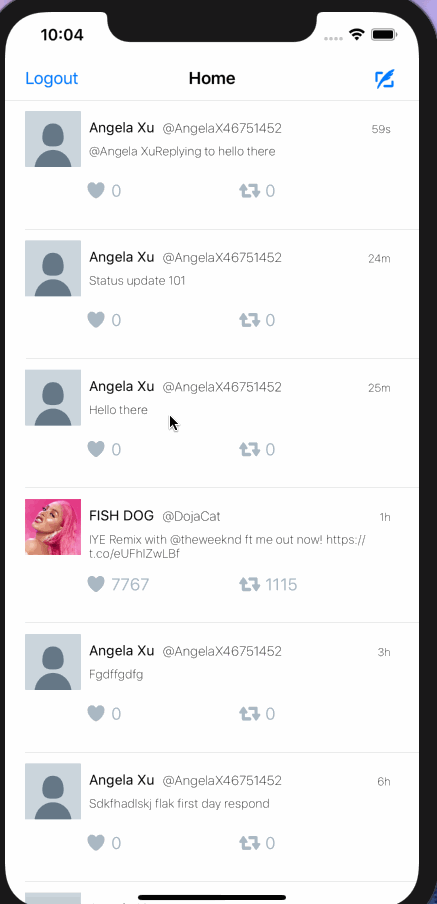 10:04
Logout Home
Angela Xu @AngelaX46751452 59s
@Angela XuReplying to hello there
0 0
Angela Xu @AngelaX46751452 24m
Status update 101
0 0
Angela Xu @AngelaX46751452 25m
Hello there
0 0
FISH DOG @DojaCat 1h
IYE Remix with @theweeknd ft me out now! https://
t.co/eUFhIZwLBf
7767 1115
Angela Xu @AngelaX46751452 3h
Fgdffgdfg
0 0
Angela Xu @AngelaX46751452 6h
Sdkfhadlskj flak first day respond
0 0